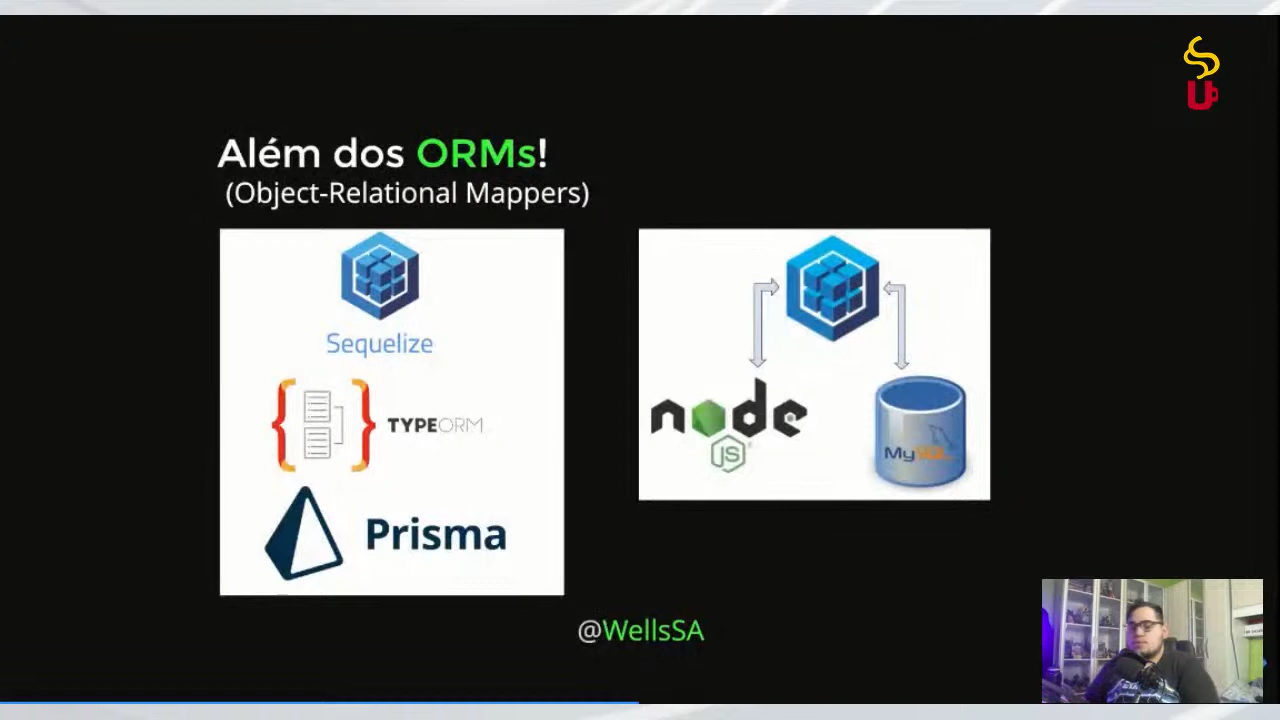 Além dos ORMs!
(Object-Relational Mappers)
Sequelize
TYPEORM
Prisma
node
JS
MySQL
@WellsSA